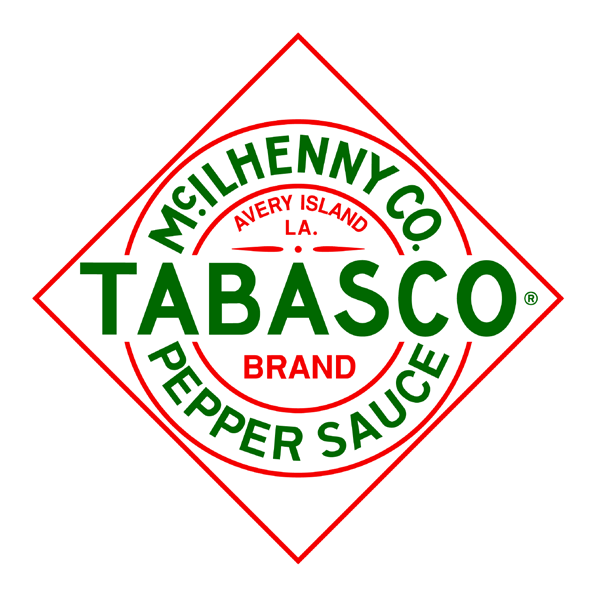 McILHENNY CO.
AVERY ISLAND
LA.
TABASCO®
BRAND
PEPPER SAUCE